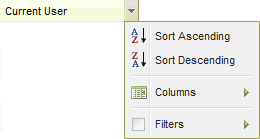 Current User
Sort Ascending
Sort Descending
Columns
Filters